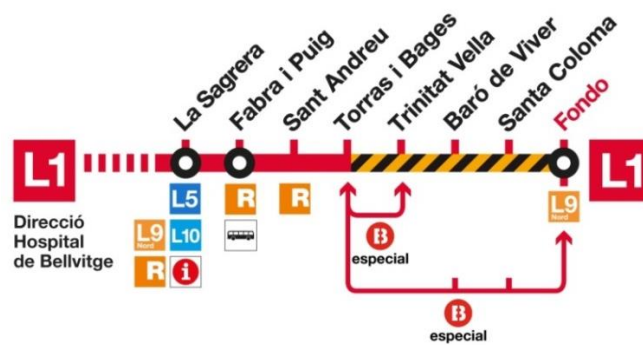 La Sagrera
Fabra i Puig
Sant Andreu
Torras i Bages
Trinitat Vella
Baró de Viver
Santa Coloma
Fondo
L1
L1
Direcció
Hospital
de Bellvitge
L5
R
R
L9
Nord
L9
Nord
L10
R
i
B
especial
B
especial